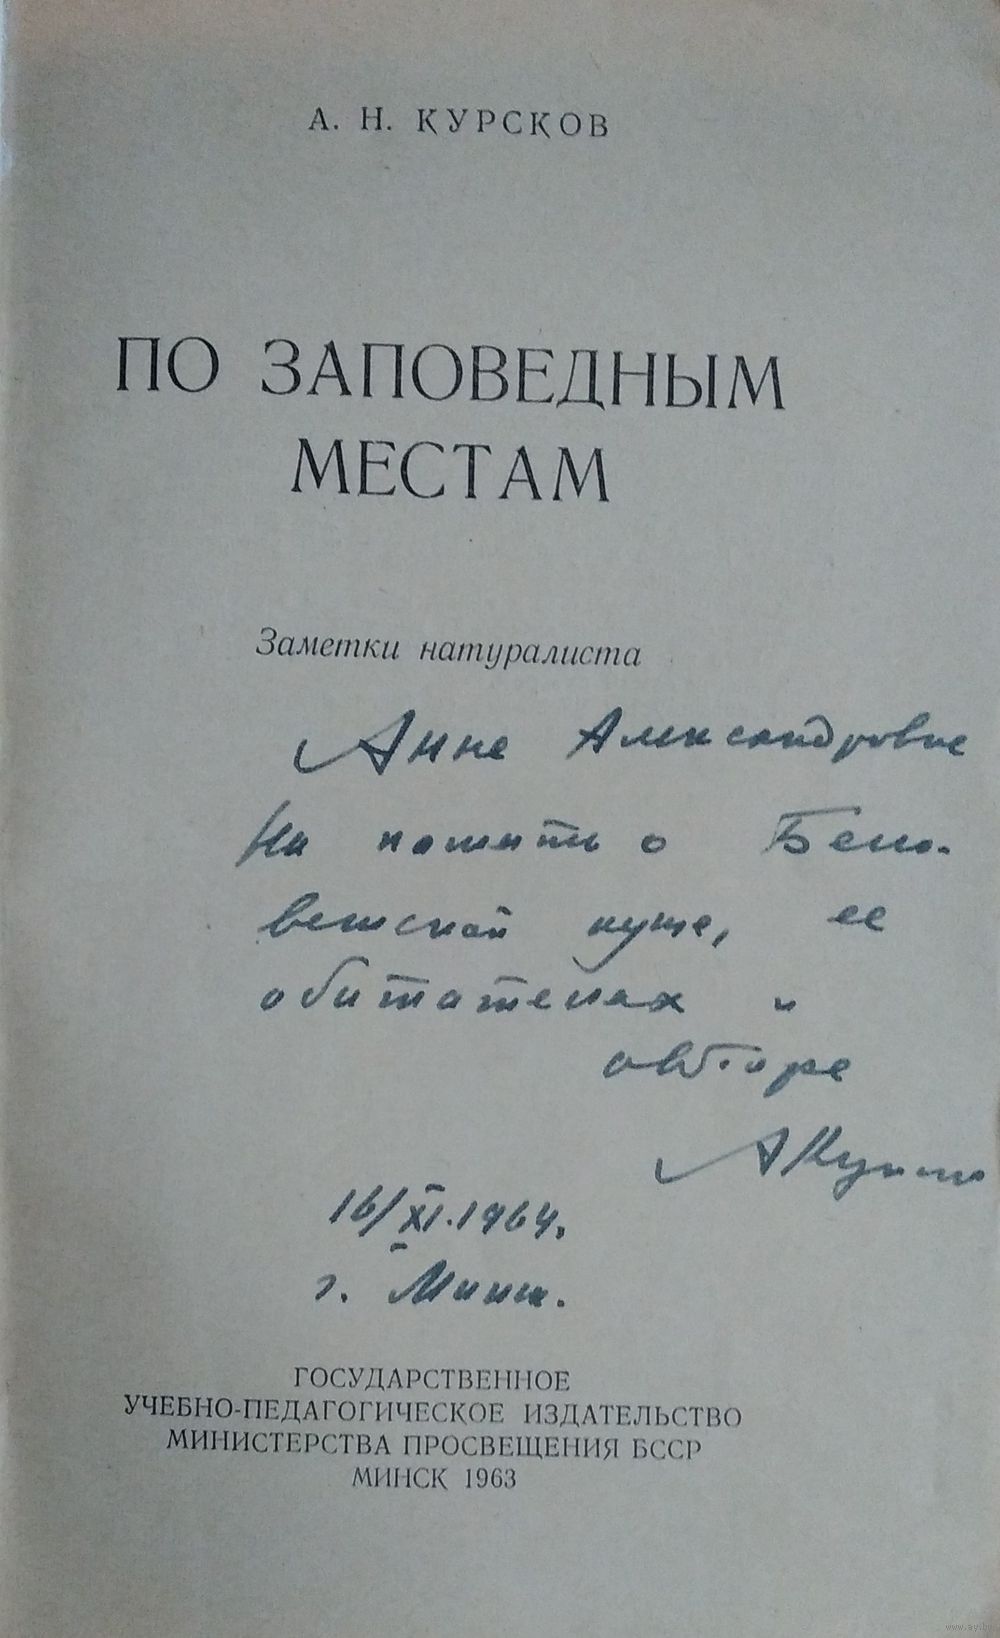 А. Н. КУРСКОВ
ПО ЗАПОВЕДНЫМ
МЕСТАМ
Заметки натуралиста
Анне Александровне
На память о Бело-
вежской пуще, ее
обитателях и
авторе
АКурсков
16/XI.1964.
г. Минск.
ГОСУДАРСТВЕННОЕ
УЧЕБНО-ПЕДАГОГИЧЕСКОЕ ИЗДАТЕЛЬСТВО
МИНИСТЕРСТВА ПРОСВЕЩЕНИЯ БССР
МИНСК 1963